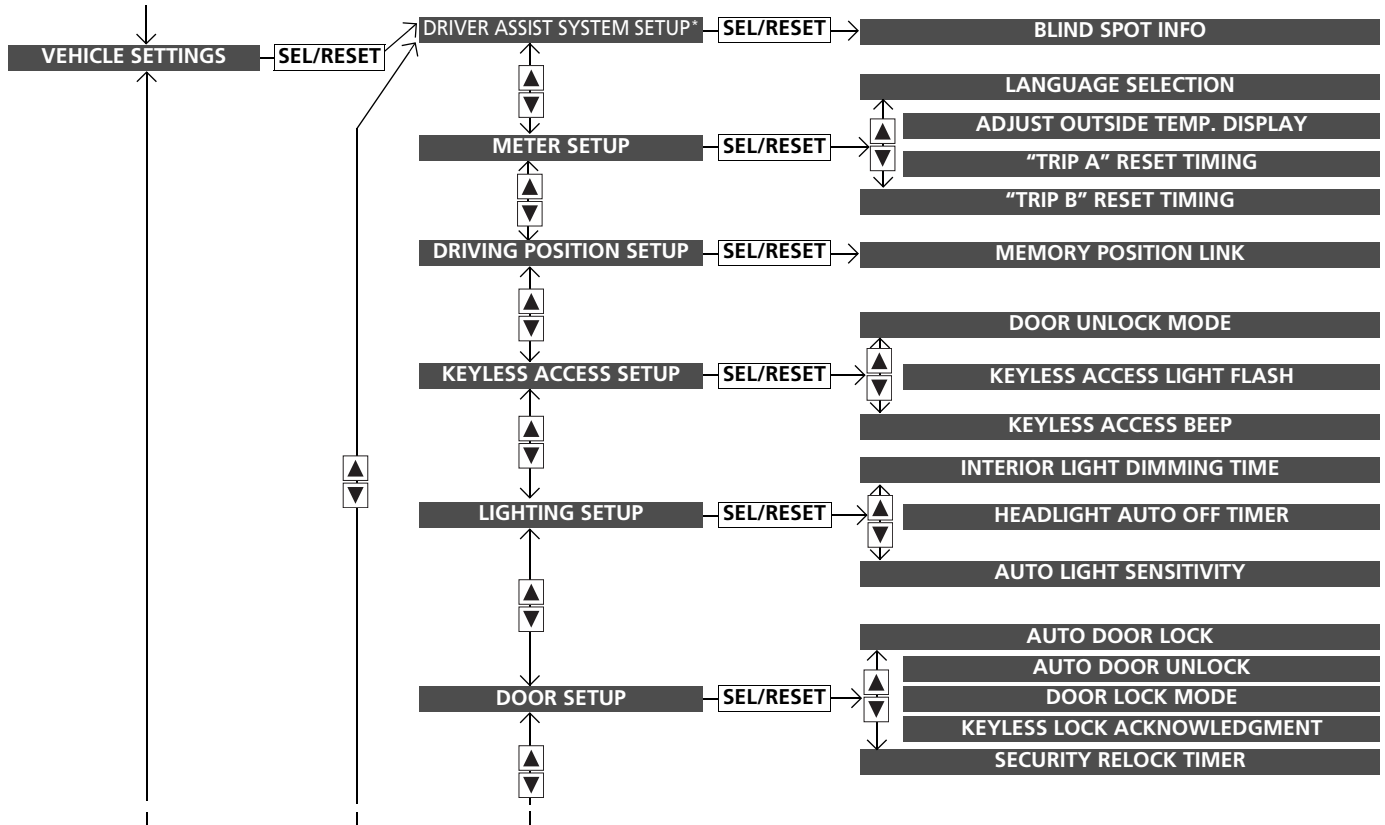 DRIVER ASSIST SYSTEM SETUP* SEL/RESET BLIND SPOT INFO
VEHICLE SETTINGS SEL/RESET
LANGUAGE SELECTION
ADJUST OUTSIDE TEMP. DISPLAY
METER SETUP SEL/RESET
“TRIP A” RESET TIMING
“TRIP B” RESET TIMING
DRIVING POSITION SETUP SEL/RESET MEMORY POSITION LINK
DOOR UNLOCK MODE
KEYLESS ACCESS SETUP SEL/RESET KEYLESS ACCESS LIGHT FLASH
KEYLESS ACCESS BEEP
INTERIOR LIGHT DIMMING TIME
LIGHTING SETUP SEL/RESET HEADLIGHT AUTO OFF TIMER
AUTO LIGHT SENSITIVITY
AUTO DOOR LOCK
AUTO DOOR UNLOCK
DOOR SETUP SEL/RESET DOOR LOCK MODE
KEYLESS LOCK ACKNOWLEDGMENT
SECURITY RELOCK TIMER